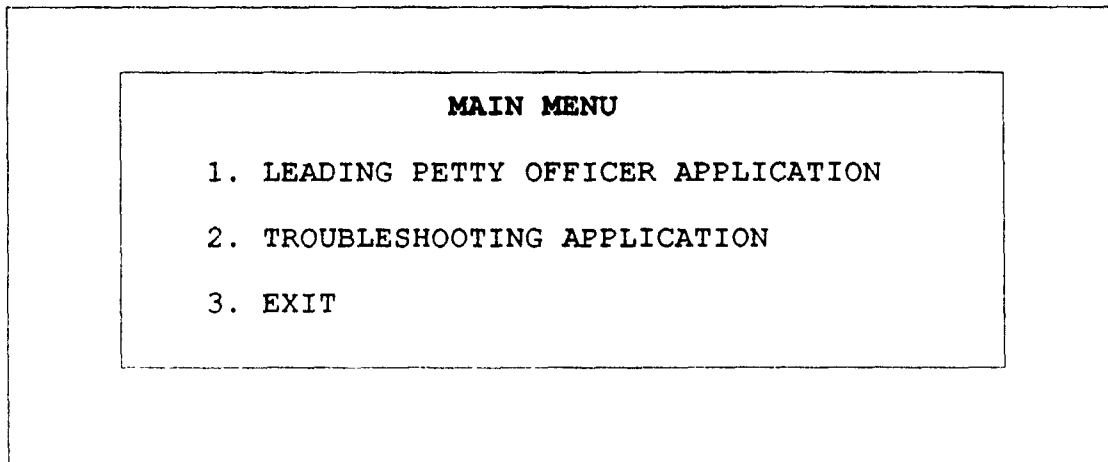 MAIN MENU
1. LEADING PETTY OFFICER APPLICATION
2. TROUBLESHOOTING APPLICATION
3. EXIT